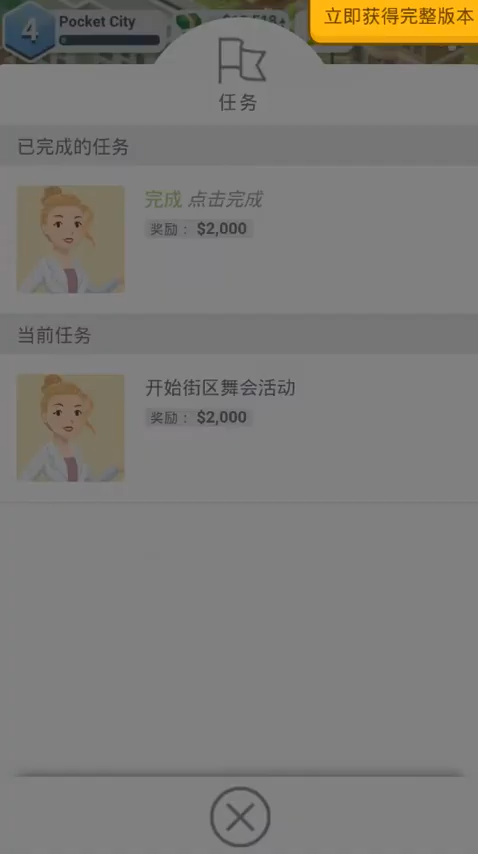 4
Pocket City
立即获得完整版本
任务
已完成的任务
完成 点击完成
奖励： $2,000
当前任务
开始街区舞会活动
奖励： $2,000